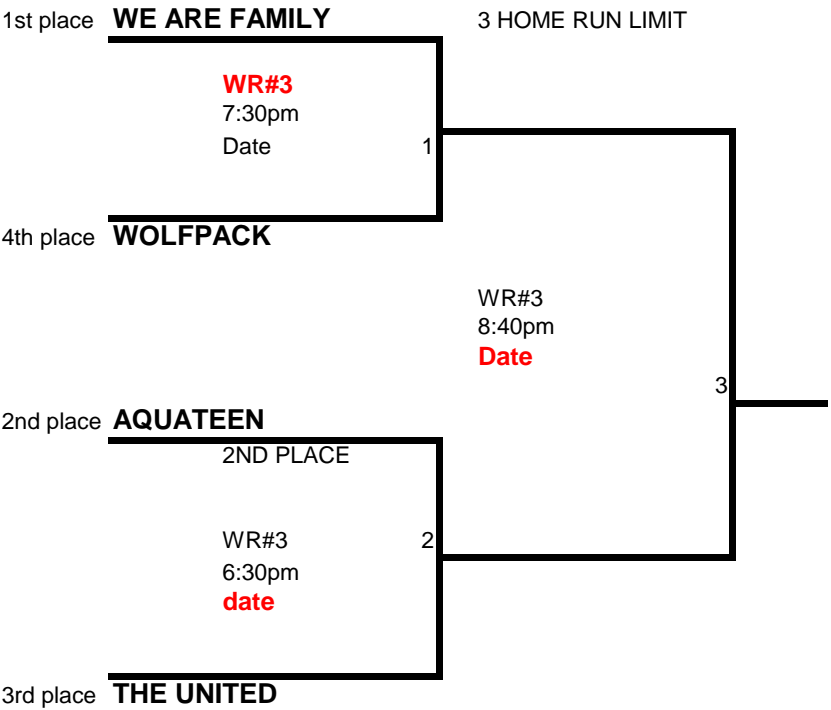 1st place WE ARE FAMILY 3 HOME RUN LIMIT
WR#3
7:30pm
Date 1
4th place WOLFPACK
WR#3
8:40pm
Date
3
2nd place AQUATEEN
2ND PLACE
WR#3 2
6:30pm
date
3rd place THE UNITED